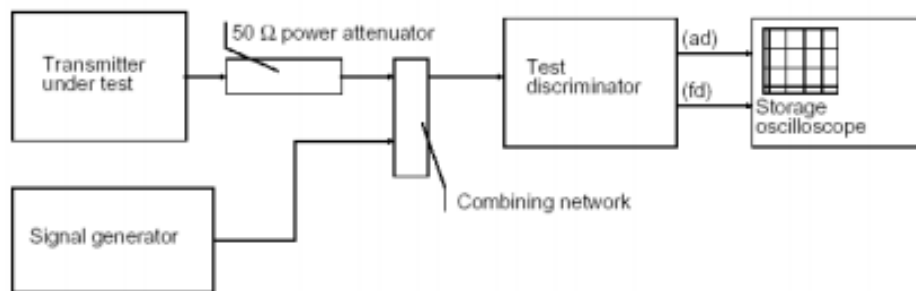 50 Ω power attenuator
Transmitter
under test
Test
discriminator
(ad)
(fd)
Storage
oscilloscope
Combining network
Signal generator